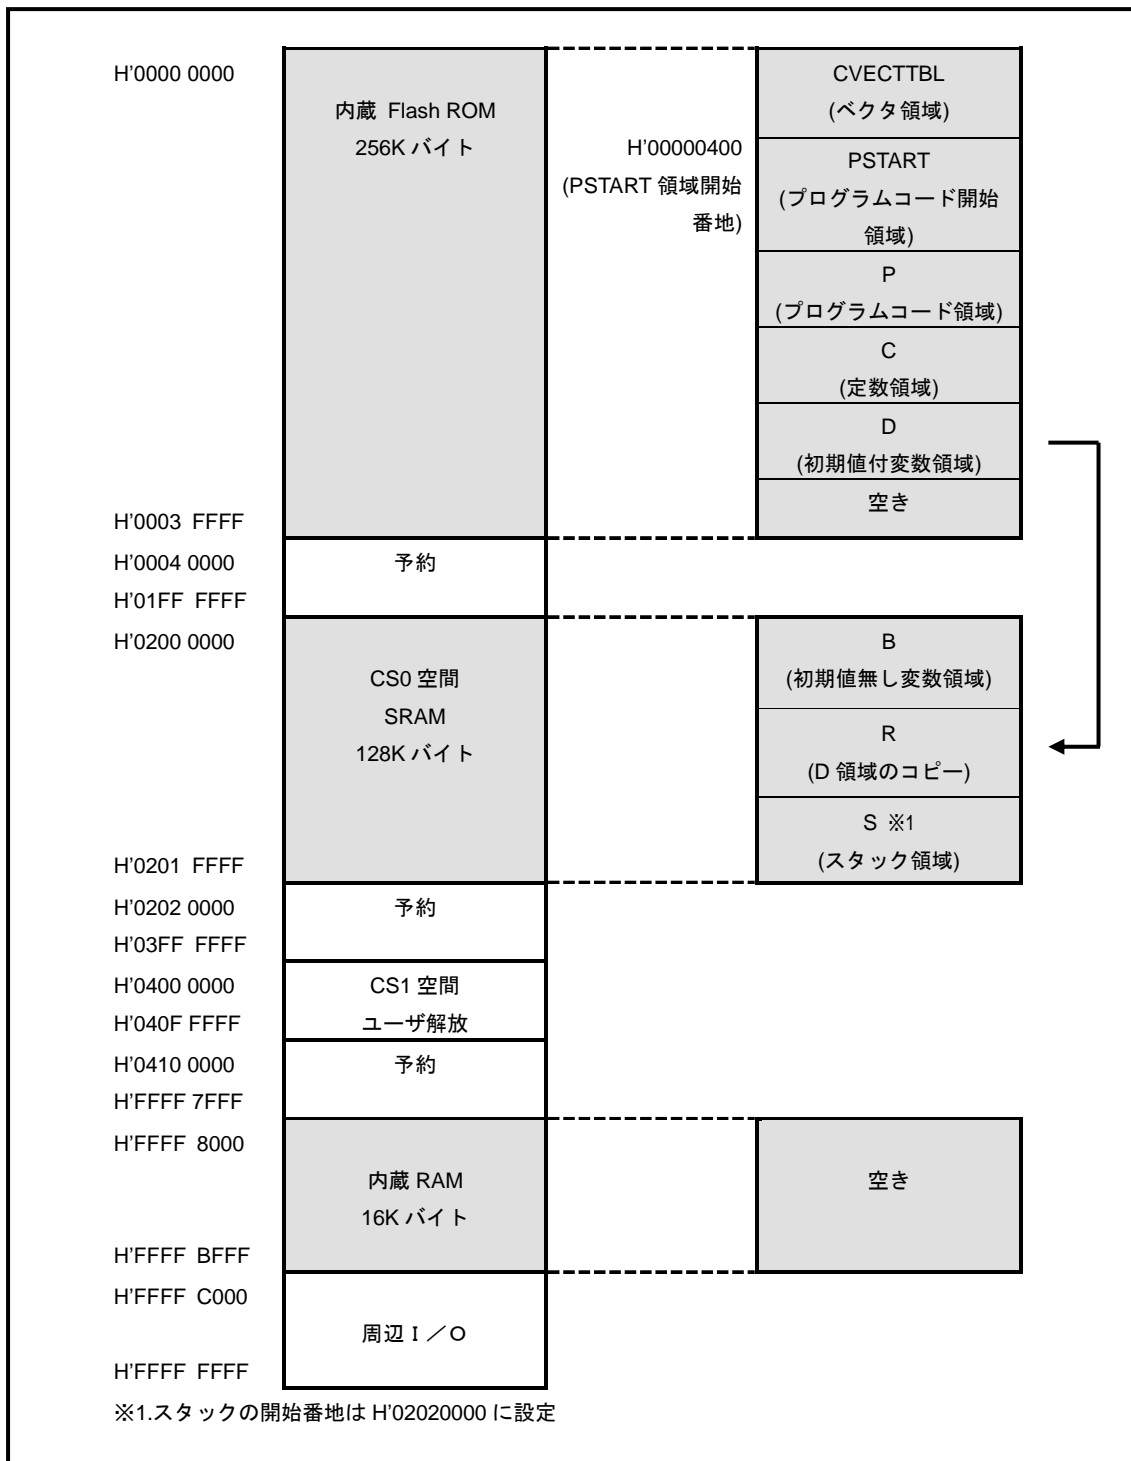 H'0000 0000
内蔵 Flash ROM
256K バイト
H'00000400
(PSTART 領域開始
番地)
CVECTTBL
(ベクタ領域)
PSTART
(プログラムコード開始
領域)
P
(プログラムコード領域)
C
(定数領域)
D
(初期値付変数領域)
空き
H'0003 FFFF
H'0004 0000
予約
H'01FF FFFF
H'0200 0000
CS0 空間
SRAM
128K バイト
B
(初期値無し変数領域)
R
(D 領域のコピー)
S ※1
(スタック領域)
H'0201 FFFF
H'0202 0000
予約
H'03FF FFFF
H'0400 0000
CS1 空間
H'040F FFFF
ユーザ解放
H'0410 0000
予約
H'FFFF 7FFF
H'FFFF 8000
内蔵 RAM
16K バイト
空き
H'FFFF BFFF
H'FFFF C000
周辺Ⅰ／O
H'FFFF FFFF
※1.スタックの開始番地は H'02020000 に設定